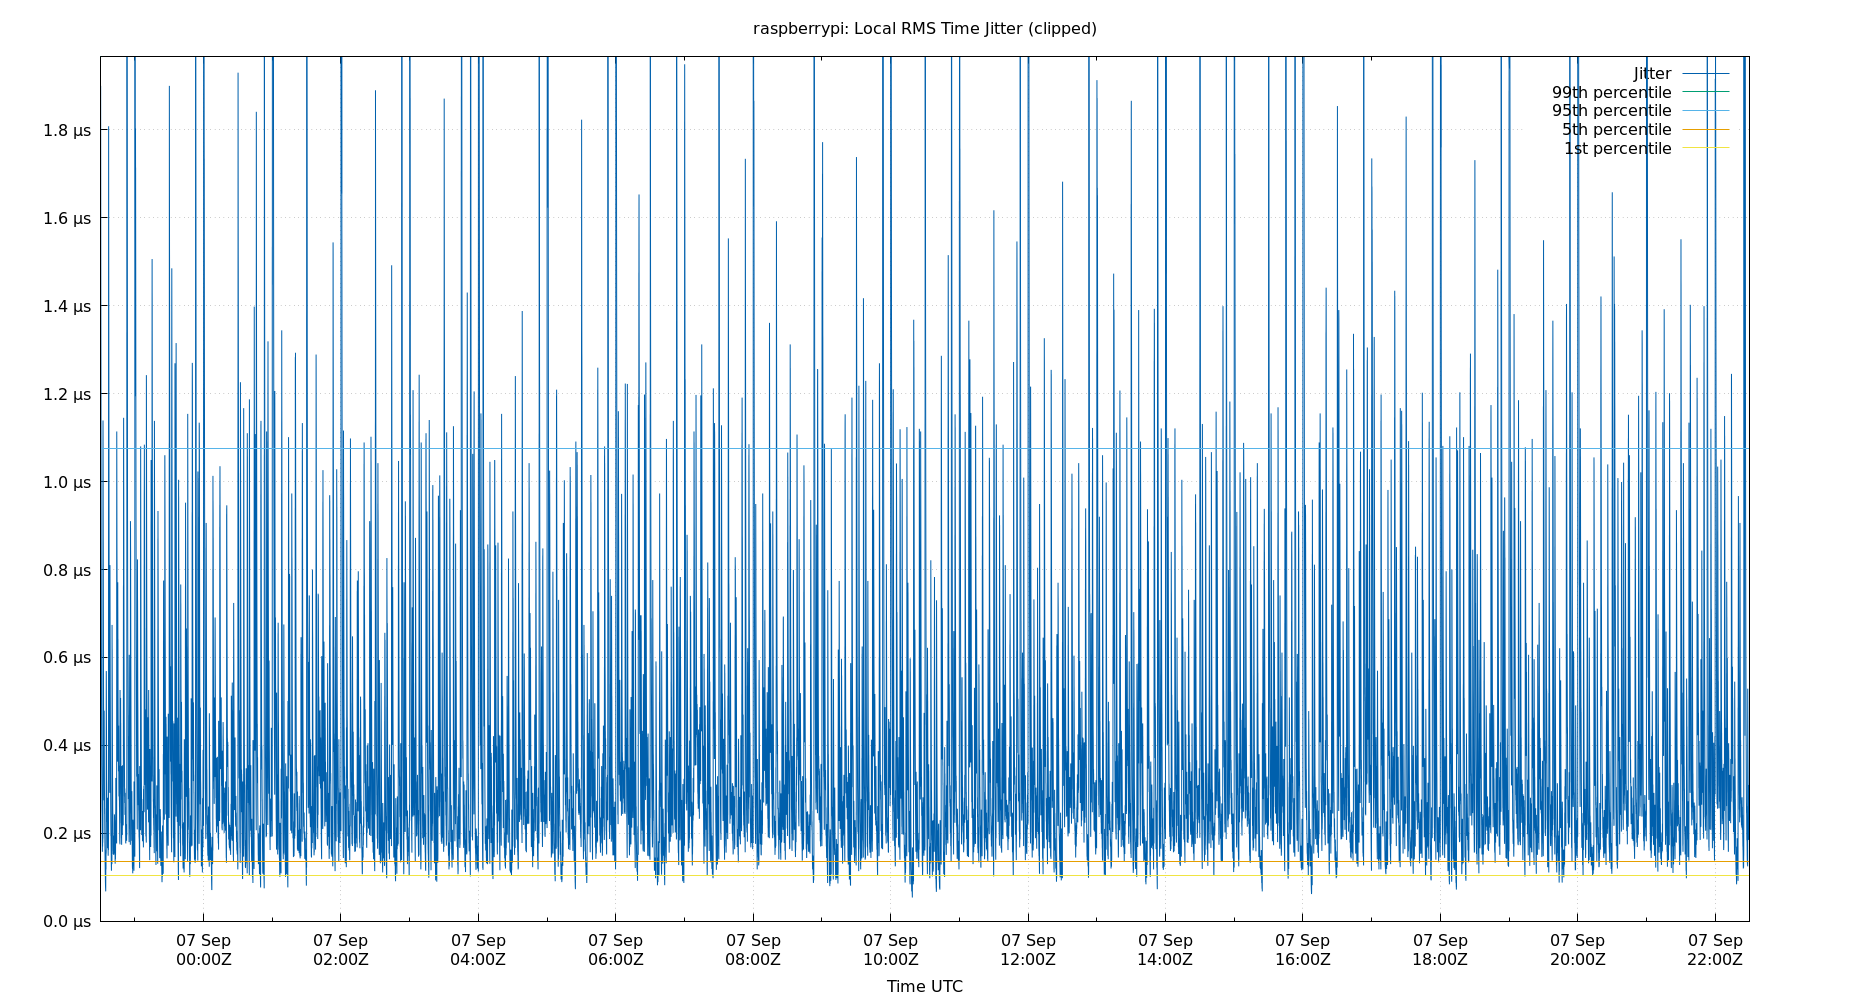 raspberrypi: Local RMS Time Jitter (clipped)
Jitter
99th percentile
95th percentile
5th percentile
1st percentile
1.8 µs
1.6 µs
1.4 µs
1.2 µs
1.0 µs
0.8 µs
0.6 µs
0.4 µs
0.2 µs
0.0 µs
07 Sep 07 Sep 07 Sep 07 Sep 07 Sep 07 Sep 07 Sep 07 Sep 07 Sep 07 Sep 07 Sep 07 Sep
00:00Z 02:00Z 04:00Z 06:00Z 08:00Z 10:00Z 12:00Z 14:00Z 16:00Z 18:00Z 20:00Z 22:00Z
Time UTC